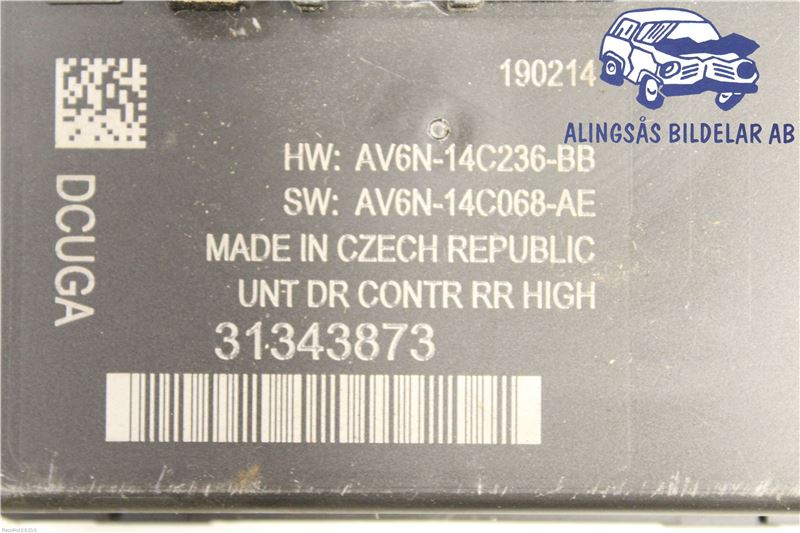 190214
ALINGSÅS BILDELAR AB
HW: AV6N-14C236-BB
SW: AV6N-14C068-AE
MADE IN CZECH REPUBLIC
UNT DR CONTR RR HIGH
31343873
DCUGA